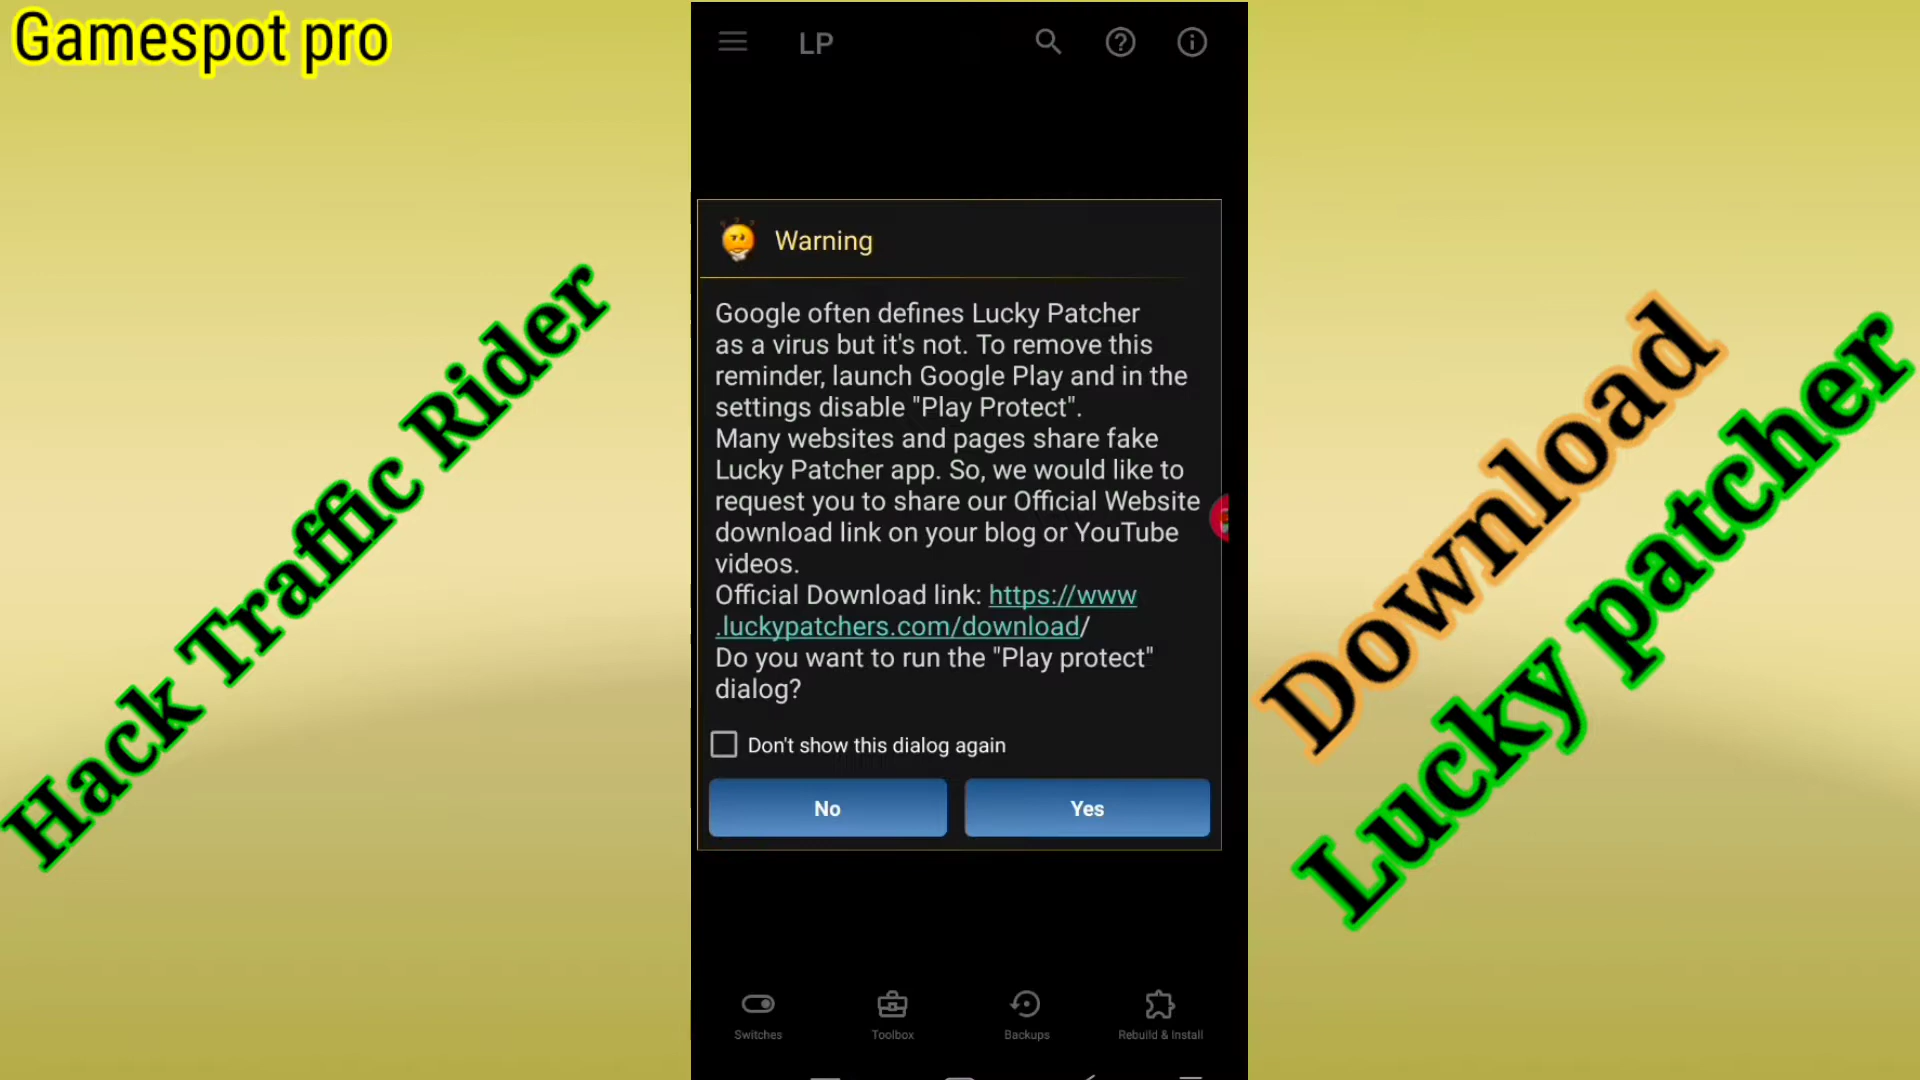 Gamespot pro
Hack Traffic Rider
LP
Warning
Google often defines Lucky Patcher
as a virus but it's not. To remove this
reminder, launch Google Play and in the
settings disable "Play Protect".
Many websites and pages share fake
Lucky Patcher app. So, we would like to
request you to share our Official Website
download link on your blog or YouTube
videos.
Official Download link: https://www
.luckypatchers.com/download/
Do you want to run the "Play protect"
dialog?
Don't show this dialog again
No
Yes
Switches
Toolbox
Backups
Rebuild & Install
Download
Lucky patcher